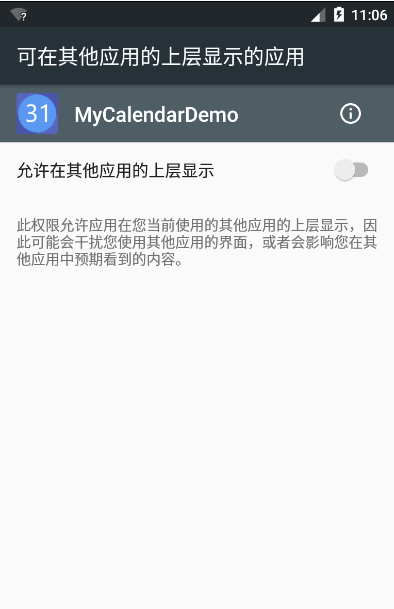 11:06
可在其他应用的上层显示的应用
31 MyCalendarDemo
允许在其他应用的上层显示
此权限允许应用在您当前使用的其他应用的上层显示，因
此可能会干扰您使用其他应用的界面，或者会影响您在其
他应用中预期看到的内容。